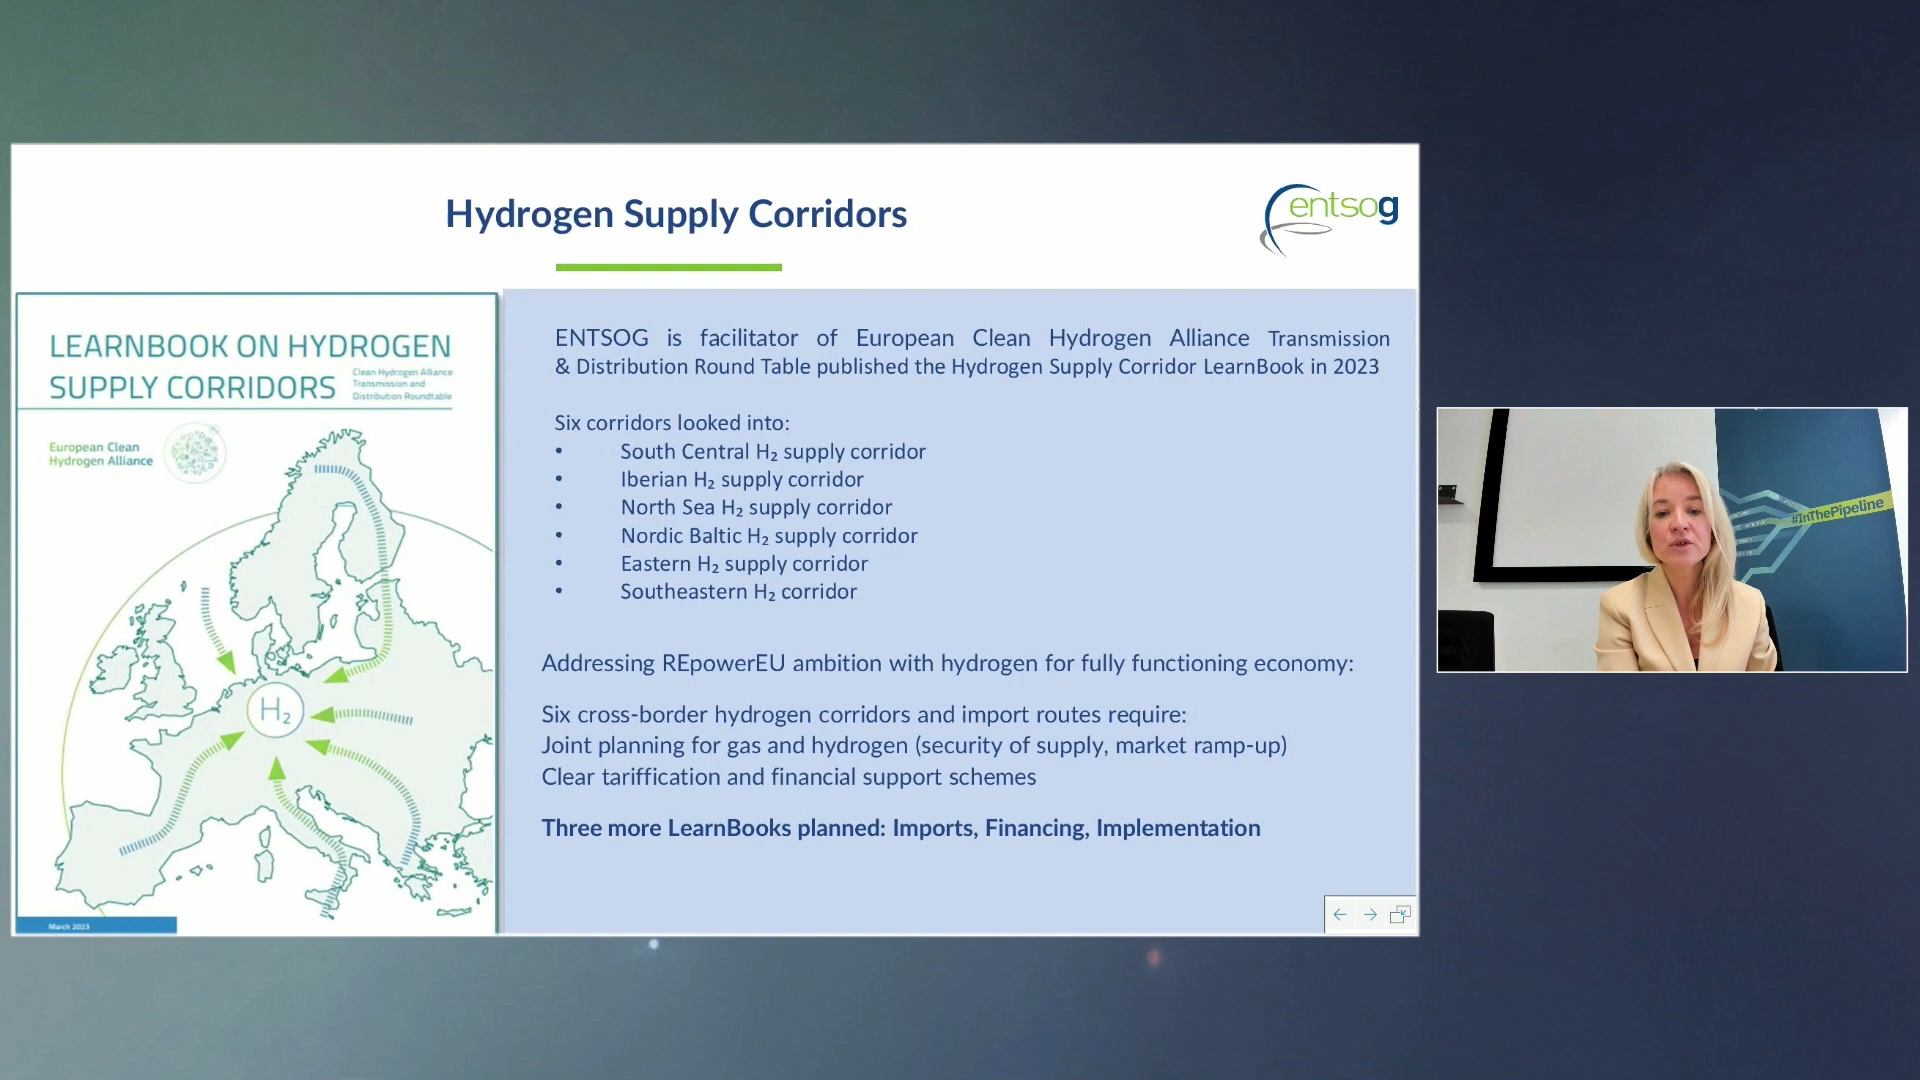 Hydrogen Supply Corridors
entsog
LEARNBOOK ON HYDROGEN
SUPPLY CORRIDORS
Clean Hydrogen Alliance
Transmission and
Distribution Roundtable
European Clean
Hydrogen Alliance
H₂
March 2023
ENTSOG is facilitator of European Clean Hydrogen Alliance Transmission
& Distribution Round Table published the Hydrogen Supply Corridor LearnBook in 2023
Six corridors looked into:
• South Central H₂ supply corridor
• Iberian H₂ supply corridor
• North Sea H₂ supply corridor
• Nordic Baltic H₂ supply corridor
• Eastern H₂ supply corridor
• Southeastern H₂ corridor
Addressing REpowerEU ambition with hydrogen for fully functioning economy:
Six cross-border hydrogen corridors and import routes require:
Joint planning for gas and hydrogen (security of supply, market ramp-up)
Clear tariffication and financial support schemes
Three more LearnBooks planned: Imports, Financing, Implementation
#InThePipeline